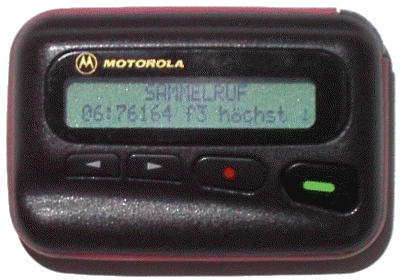 MOTOROLA
SAMMELRUF
06:76164 f3 höchst ↓